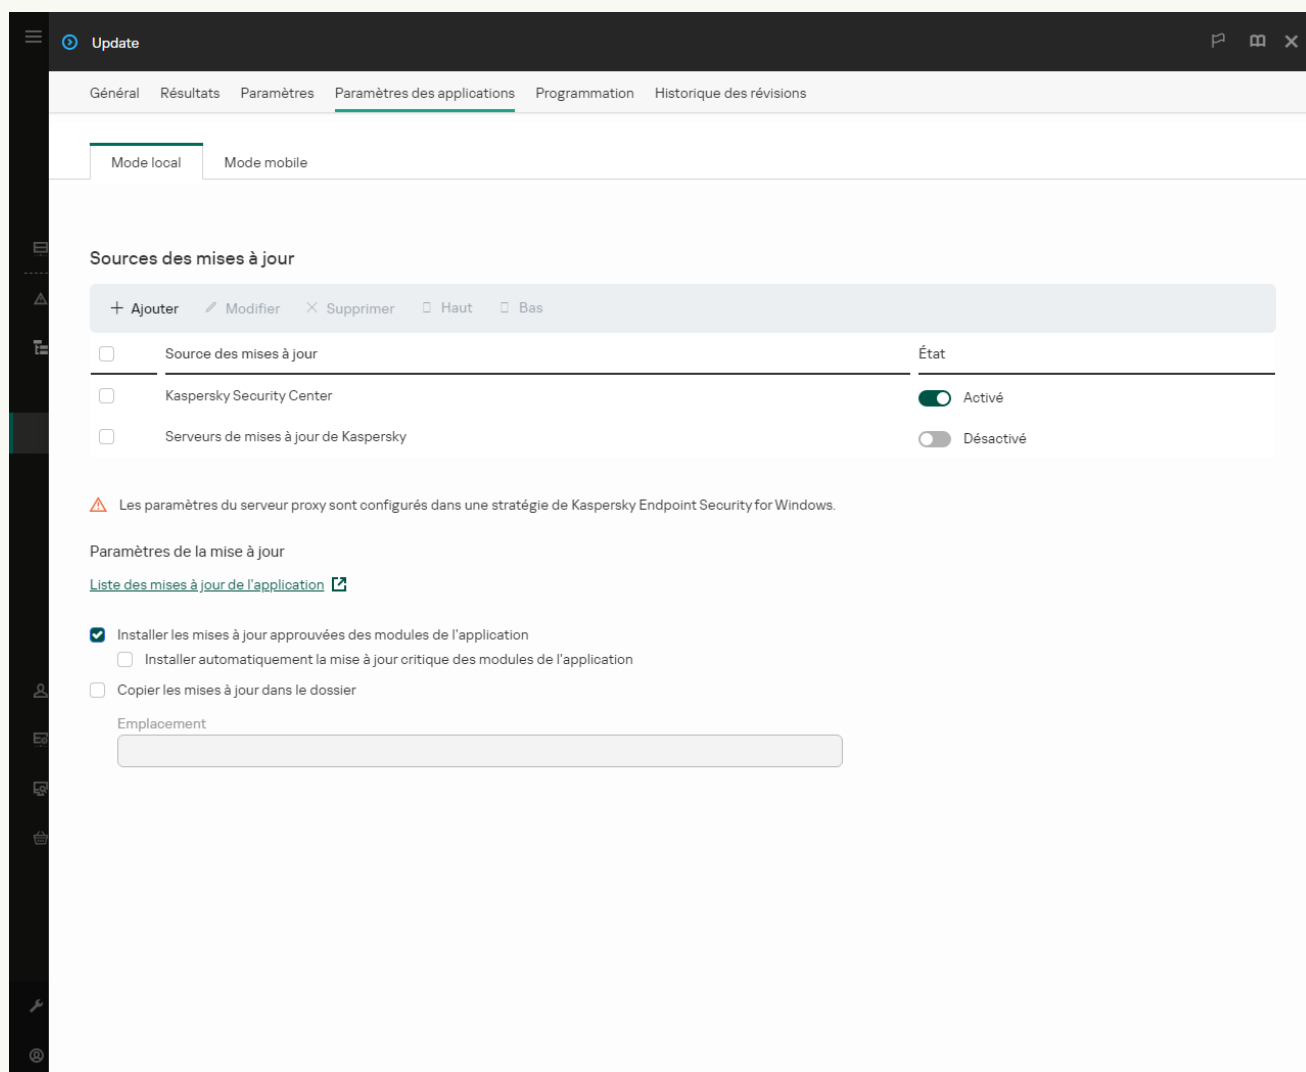 Update
Général Résultats Paramètres Paramètres des applications Programmation Historique des révisions
Mode local Mode mobile
Sources des mises à jour
Ajouter Modifier Supprimer Haut Bas
Source des mises à jour État
Kaspersky Security Center Activé
Serveurs de mises à jour de Kaspersky Désactivé
Les paramètres du serveur proxy sont configurés dans une stratégie de Kaspersky Endpoint Security for Windows.
Paramètres de la mise à jour
Liste des mises à jour de l'application
Installer les mises à jour approuvées des modules de l'application
Installer automatiquement la mise à jour critique des modules de l'application
Copier les mises à jour dans le dossier
Emplacement